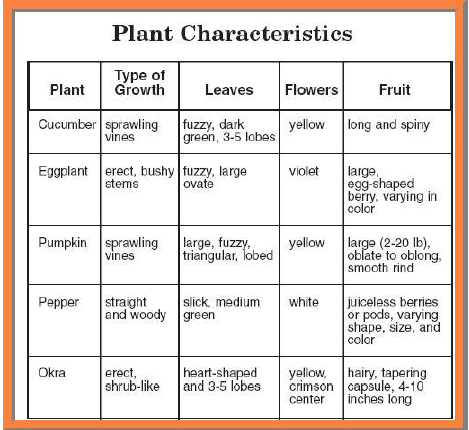 Plant Characteristics
Plant Type of Growth Leaves Flowers Fruit
Cucumber sprawling vines fuzzy, dark green, 3-5 lobes yellow long and spiny
Eggplant erect, bushy stems fuzzy, large ovate violet large, egg-shaped berry, varying in color
Pumpkin sprawling vines large, fuzzy, triangular, lobed yellow large (2-20 lb), oblate to oblong, smooth rind
Pepper straight and woody slick, medium green white juiceless berries or pods, varying shape, size, and color
Okra erect, shrub-like heart-shaped and 3-5 lobes yellow, crimson center hairy, tapering capsule, 4-10 inches long